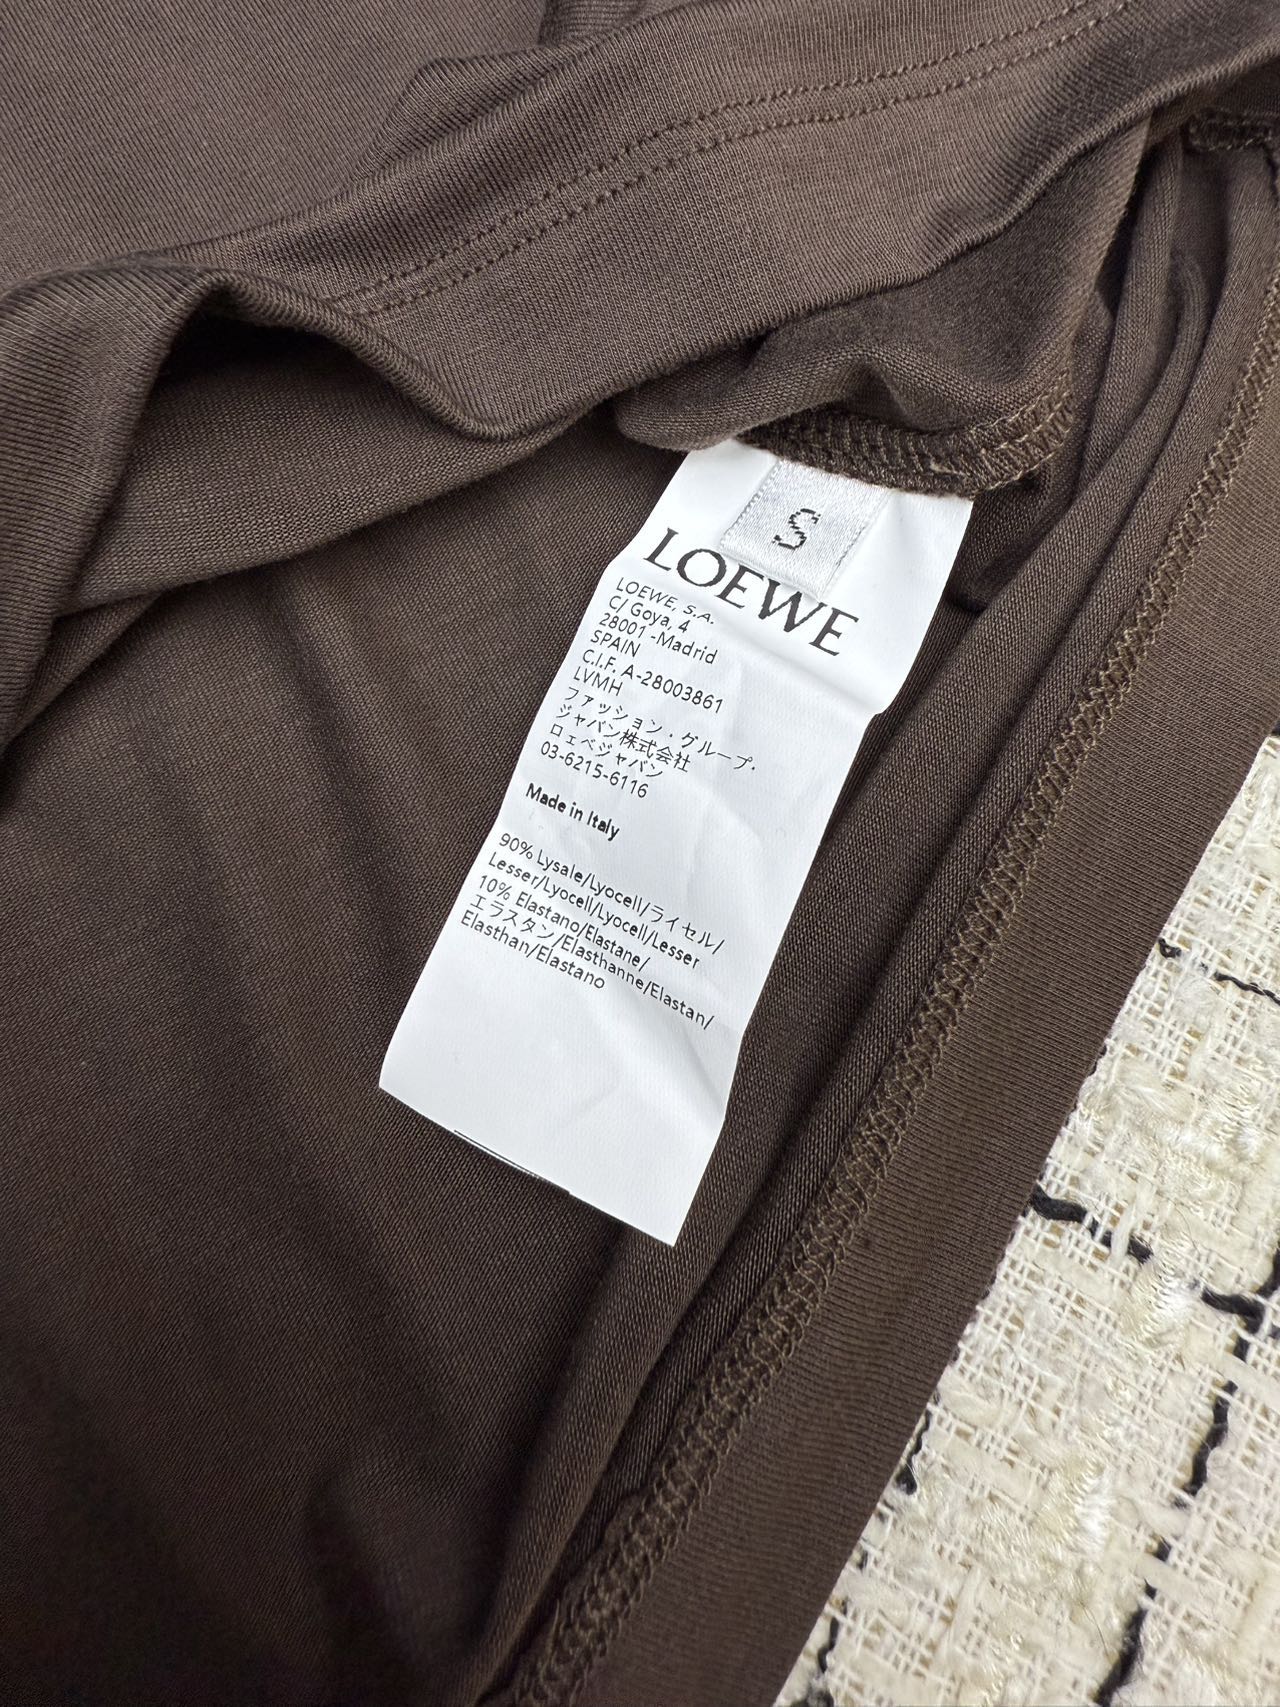 S
LOEWE
LOEWE, S.A.
C/ Goya, 4
28001 -Madrid
SPAIN
C.I.F. A-28003861
LVMH
ファッション・グループ.
ジャパン株式会社
ロエベジャパン
03-6215-6116
Made in Italy
90% Lysale/Lyocell/ライセル/
Lesser/Lyocell/Lyocell/Lesser
10% Elastano/Elastane/
エラスタン/Elasthanne/Elastan/
Elasthan/Elastano